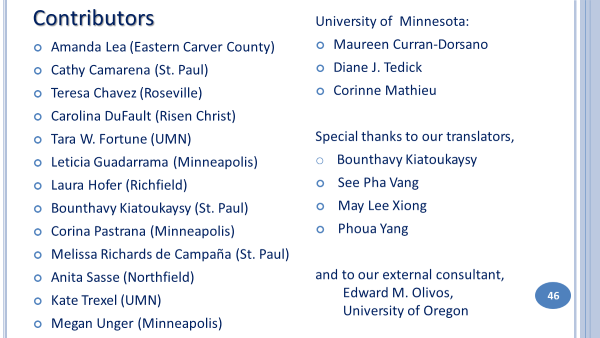 Contributors
Amanda Lea (Eastern Carver County)
Cathy Camarena (St. Paul)
Teresa Chavez (Roseville)
Carolina DuFault (Risen Christ)
Tara W. Fortune (UMN)
Leticia Guadarrama (Minneapolis)
Laura Hofer (Richfield)
Bounthavy Kiatoukaysy (St. Paul)
Corina Pastrana (Minneapolis)
Melissa Richards de Campaña (St. Paul)
Anita Sasse (Northfield)
Kate Trexel (UMN)
Megan Unger (Minneapolis)
University of Minnesota:
Maureen Curran-Dorsano
Diane J. Tedick
Corinne Mathieu
Special thanks to our translators,
Bounthavy Kiatoukaysy
See Pha Vang
May Lee Xiong
Phoua Yang
and to our external consultant,
Edward M. Olivos,
University of Oregon
46